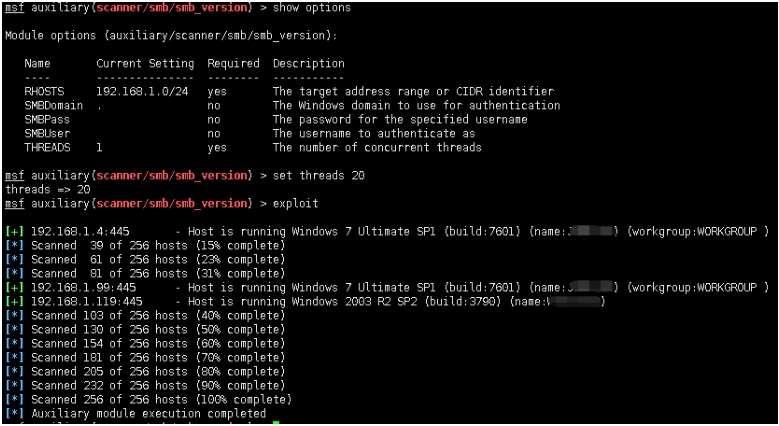 msf auxiliary(scanner/smb/smb_version) > show options
Module options (auxiliary/scanner/smb/smb_version):
Name Current Setting Required Description
---- --------------- -------- -----------
RHOSTS 192.168.1.0/24 yes The target address range or CIDR identifier
SMBDomain . no The Windows domain to use for authentication
SMBPass no The password for the specified username
SMBUser no The username to authenticate as
THREADS 1 yes The number of concurrent threads
msf auxiliary(scanner/smb/smb_version) > set threads 20
threads => 20
msf auxiliary(scanner/smb/smb_version) > exploit
[+] 192.168.1.4:445 - Host is running Windows 7 Ultimate SP1 (build:7601) (name: ) (workgroup:WORKGROUP )
[*] Scanned 39 of 256 hosts (15% complete)
[*] Scanned 61 of 256 hosts (23% complete)
[*] Scanned 81 of 256 hosts (31% complete)
[+] 192.168.1.99:445 - Host is running Windows 7 Ultimate SP1 (build:7601) (name: ) (workgroup:WORKGROUP )
[+] 192.168.1.119:445 - Host is running Windows 2003 R2 SP2 (build:3790) (name: )
[*] Scanned 103 of 256 hosts (40% complete)
[*] Scanned 130 of 256 hosts (50% complete)
[*] Scanned 154 of 256 hosts (60% complete)
[*] Scanned 181 of 256 hosts (70% complete)
[*] Scanned 205 of 256 hosts (80% complete)
[*] Scanned 232 of 256 hosts (90% complete)
[*] Scanned 256 of 256 hosts (100% complete)
[*] Auxiliary module execution completed